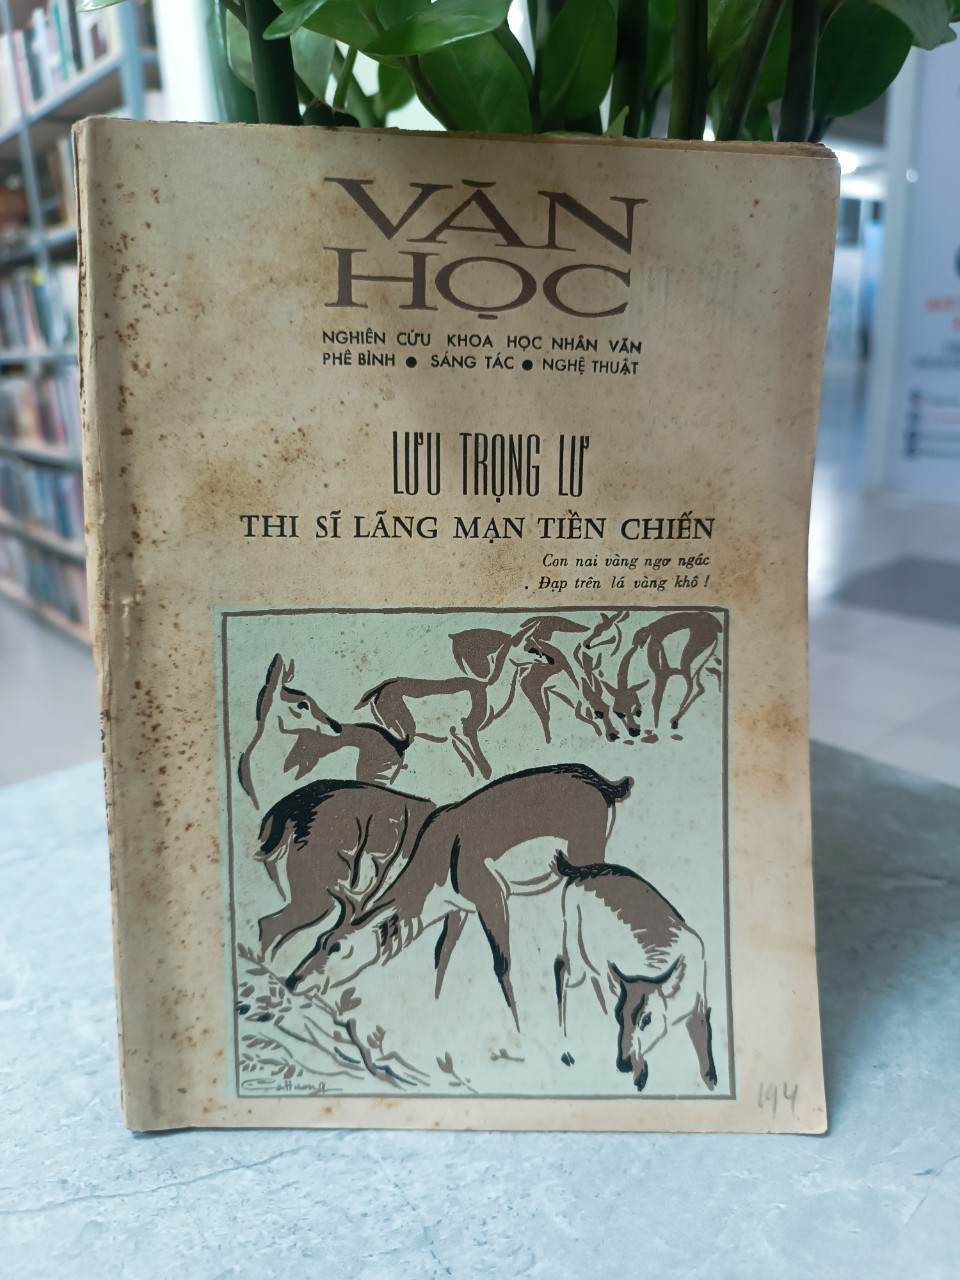 VĂN
HỌC
NGHIÊN CỨU KHOA HỌC NHÂN VĂN
PHÊ BÌNH ● SÁNG TÁC ● NGHỆ THUẬT
LƯU TRỌNG LƯ
THI SĨ LÃNG MẠN TIỀN CHIẾN
Con nai vàng ngơ ngác
Đạp trên lá vàng khô !
194